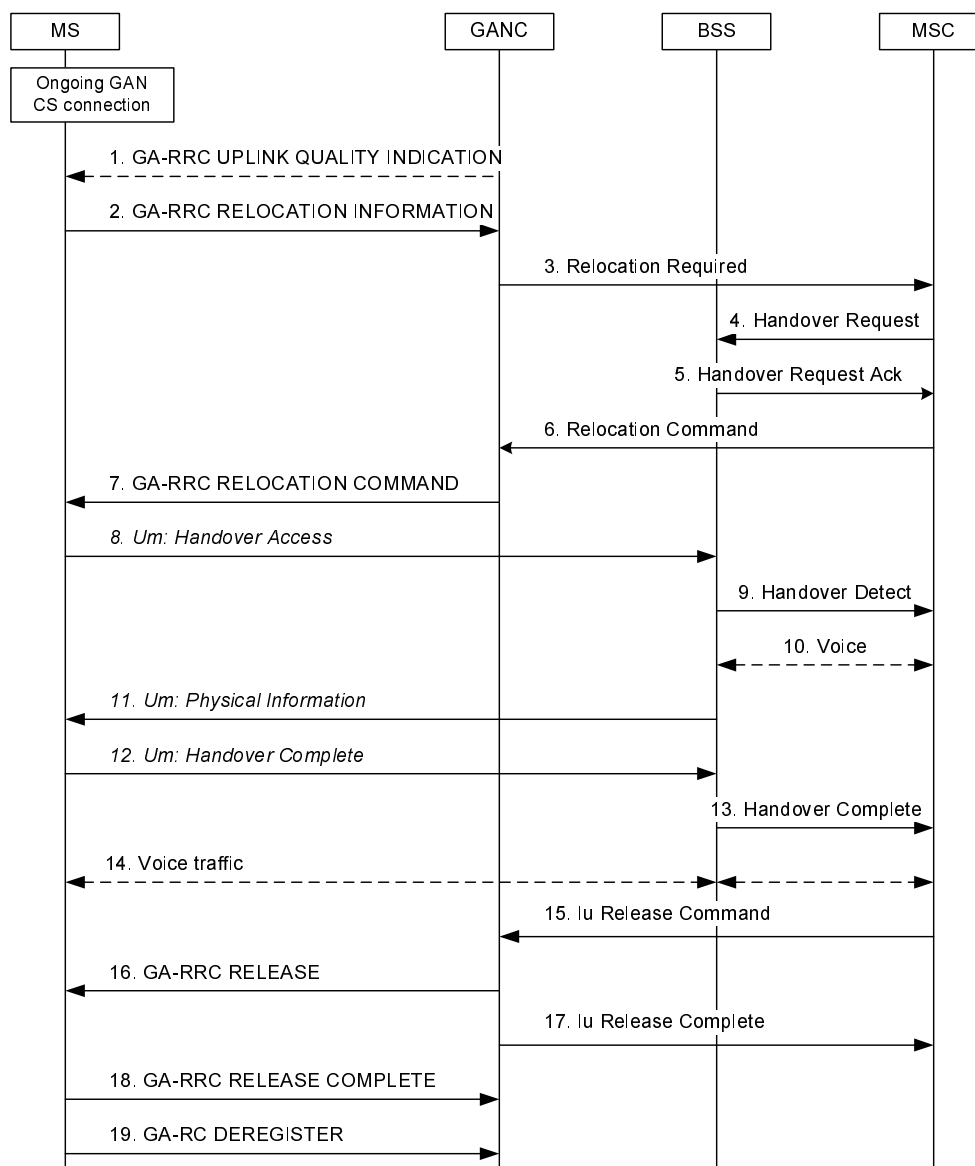 MS
GANC
BSS
MSC
Ongoing GAN
CS connection
1. GA-RRC UPLINK QUALITY INDICATION
2. GA-RRC RELOCATION INFORMATION
3. Relocation Required
4. Handover Request
5. Handover Request Ack
6. Relocation Command
7. GA-RRC RELOCATION COMMAND
8. Um: Handover Access
9. Handover Detect
10. Voice
11. Um: Physical Information
12. Um: Handover Complete
13. Handover Complete
14. Voice traffic
15. Iu Release Command
16. GA-RRC RELEASE
17. Iu Release Complete
18. GA-RRC RELEASE COMPLETE
19. GA-RC DEREGISTER